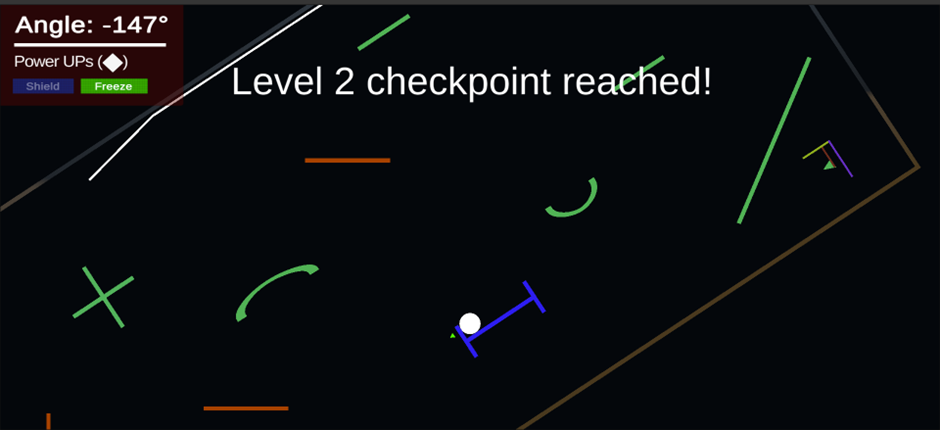 Angle: -147°
Power UPs (◆)
Shield Freeze
Level 2 checkpoint reached!